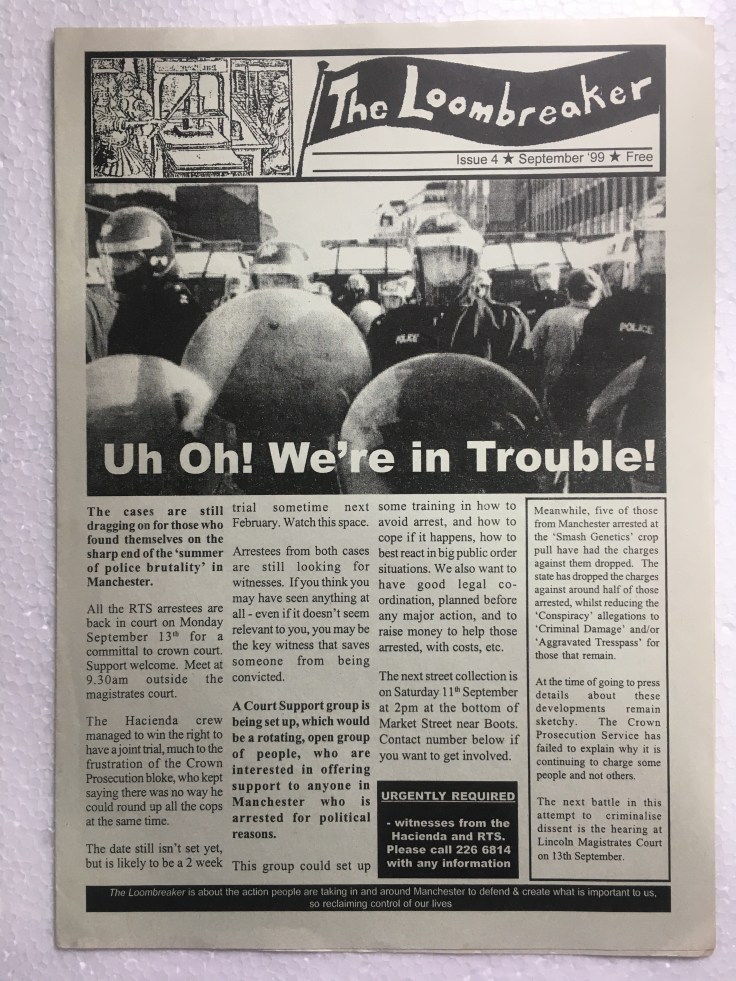 The Loombreaker
Issue 4 ★ September '99 ★ Free
POLICE
POLICE
Uh Oh! We're in Trouble!
The cases are still
dragging on for those who
found themselves on the
sharp end of the 'summer
of police brutality' in
Manchester.
All the RTS arrestees are
back in court on Monday
September 13th for a
committal to crown court.
Support welcome. Meet at
9.30am outside the
magistrates court.
The Hacienda crew
managed to win the right to
have a joint trial, much to the
frustration of the Crown
Prosecution bloke, who kept
saying there was no way he
could round up all the cops
at the same time.
The date still isn't set yet,
but is likely to be a 2 week
trial sometime next
February. Watch this space.
Arrestees from both cases
are still looking for
witnesses. If you think you
may have seen anything at
all - even if it doesn't seem
relevant to you, you may be
the key witness that saves
someone from being
convicted.
A Court Support group is
being set up, which would
be a rotating, open group
of people, who are
interested in offering
support to anyone in
Manchester who is
arrested for political
reasons.
This group could set up
some training in how to
avoid arrest, and how to
cope if it happens, how to
best react in big public order
situations. We also want to
have good legal co-
ordination, planned before
any major action, and to
raise money to help those
arrested, with costs, etc.
The next street collection is
on Saturday 11th September
at 2pm at the bottom of
Market Street near Boots.
Contact number below if
you want to get involved.
URGENTLY REQUIRED
- witnesses from the
Hacienda and RTS.
Please call 226 6814
with any information
Meanwhile, five of those
from Manchester arrested at
the 'Smash Genetics' crop
pull have had the charges
against them dropped. The
state has dropped the charges
against around half of those
arrested, whilst reducing the
'Conspiracy' allegations to
'Criminal Damage' and/or
'Aggravated Tresspass' for
those that remain.
At the time of going to press
details about these
developments remain
sketchy. The Crown
Prosecution Service has
failed to explain why it is
continuing to charge some
people and not others.
The next battle in this
attempt to criminalise
dissent is the hearing at
Lincoln Magistrates Court
on 13th September.
The Loombreaker is about the action people are taking in and around Manchester to defend & create what is important to us,
so reclaiming control of our lives